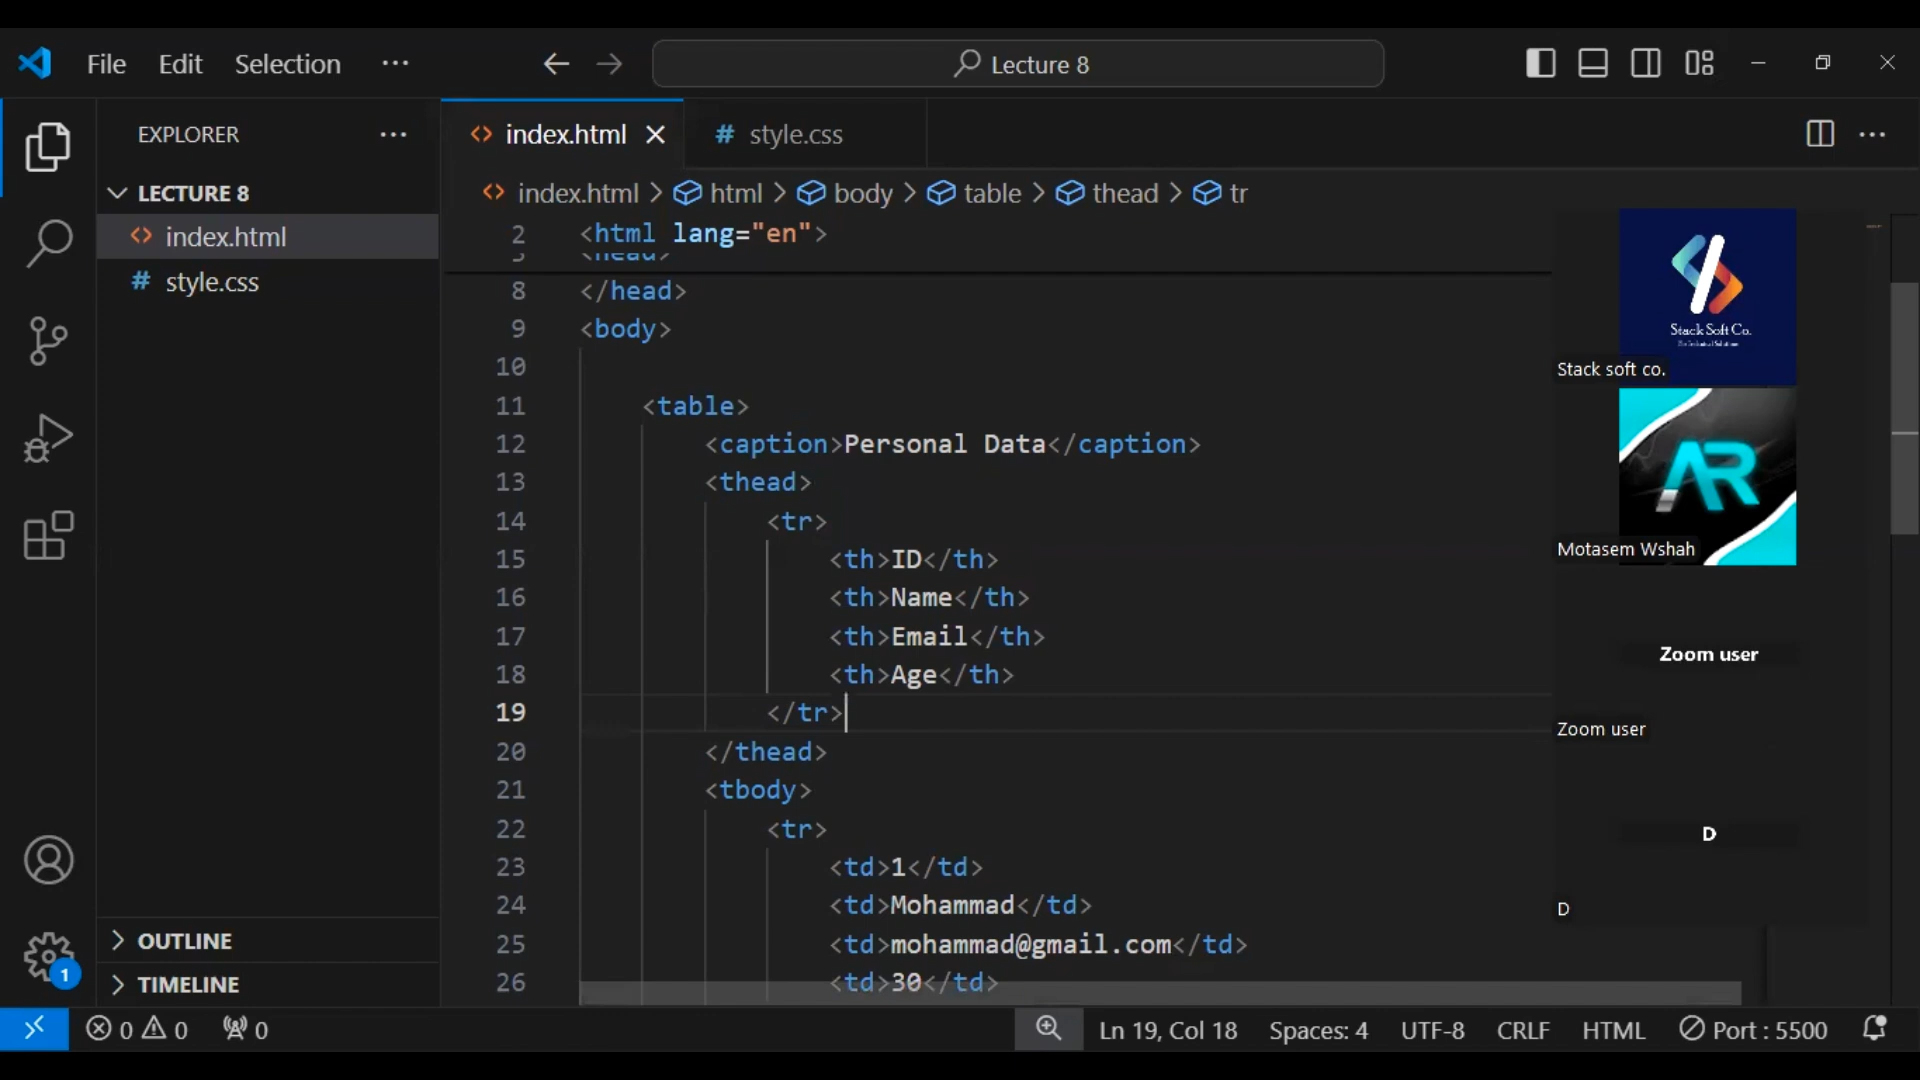 File Edit Selection ··· Lecture 8
EXPLORER ···
LECTURE 8
index.html
style.css
OUTLINE
TIMELINE
index.html style.css
index.html > html > body > table > thead > tr
2 <html lang="en">
8 </head>
9 <body>
10
11 <table>
12 <caption>Personal Data</caption>
13 <thead>
14 <tr>
15 <th>ID</th>
16 <th>Name</th>
17 <th>Email</th>
18 <th>Age</th>
19 </tr>
20 </thead>
21 <tbody>
22 <tr>
23 <td>1</td>
24 <td>Mohammad</td>
25 <td>mohammad@gmail.com</td>
26 <td>30</td>
Stack Soft Co.
Stack soft co.
AR
Motasem Wshah
Zoom user
Zoom user
D
D
1
0 0 0 Ln 19, Col 18 Spaces: 4 UTF-8 CRLF HTML Port : 5500